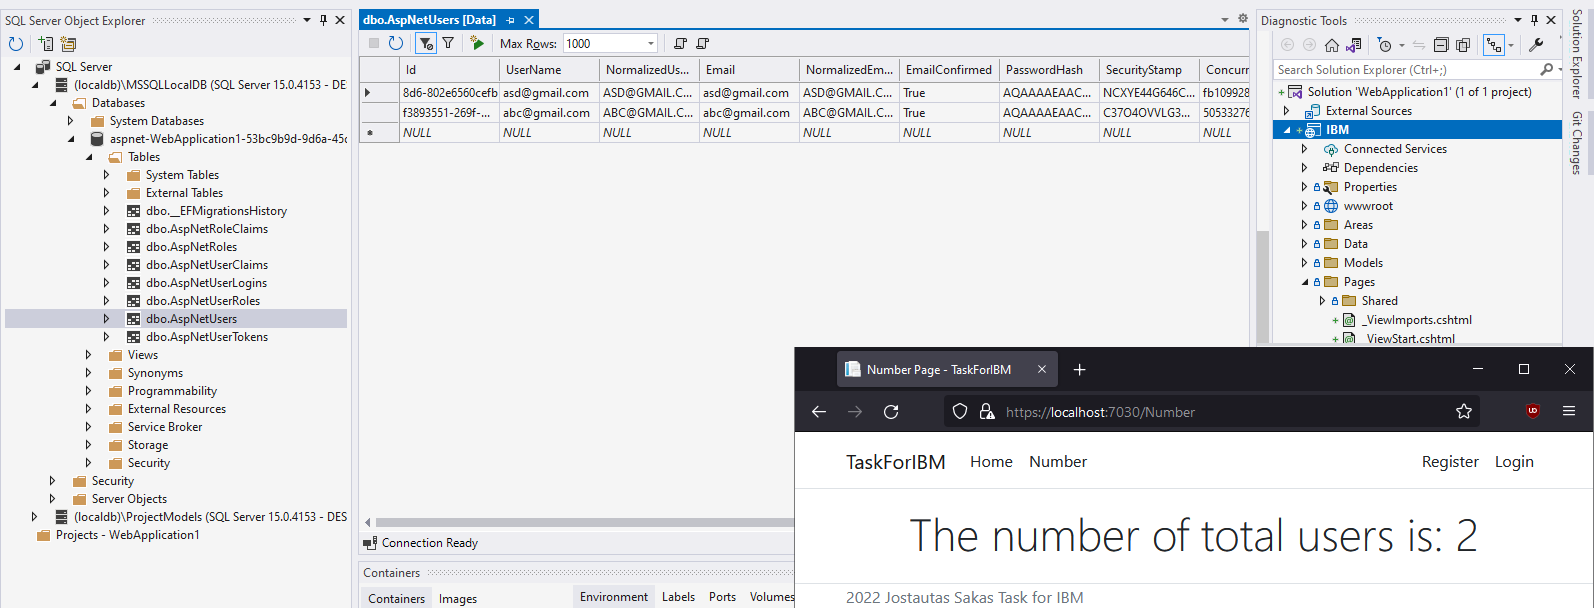 SQL Server Object Explorer
SQL Server
(localdb)\MSSQLLocalDB (SQL Server 15.0.4153 - DES
Databases
System Databases
aspnet-WebApplication1-53bc9b9d-9d6a-45
Tables
System Tables
External Tables
dbo.__EFMigrationsHistory
dbo.AspNetRoleClaims
dbo.AspNetRoles
dbo.AspNetUserClaims
dbo.AspNetUserLogins
dbo.AspNetUserRoles
dbo.AspNetUsers
dbo.AspNetUserTokens
Views
Synonyms
Programmability
External Resources
Service Broker
Storage
Security
Security
Server Objects
(localdb)\ProjectModels (SQL Server 15.0.4153 - DES
Projects - WebApplication1
dbo.AspNetUsers [Data]
Max Rows: 1000
Id UserName NormalizedUs... Email NormalizedEm... EmailConfirmed PasswordHash SecurityStamp Concurr
8d6-802e6560cefb asd@gmail.com ASD@GMAIL.C... asd@gmail.com ASD@GMAIL.C... True AQAAAAEAAC... NCXYE44G646C... fb109928
f3893551-269f-... abc@gmail.com ABC@GMAIL.C... abc@gmail.com ABC@GMAIL.C... True AQAAAAEAAC... C37O4OVVLG3... 50533276
NULL NULL NULL NULL NULL NULL NULL NULL NULL
Connection Ready
Containers
Containers Images
Environment Labels Ports Volumes
Diagnostic Tools
Search Solution Explorer (Ctrl+;)
Solution 'WebApplication1' (1 of 1 project)
External Sources
IBM
Connected Services
Dependencies
Properties
wwwroot
Areas
Data
Models
Pages
Shared
_ViewImports.cshtml
_ViewStart.cshtml
Solution Explorer
Git Changes
Number Page - TaskForIBM
https://localhost:7030/Number
TaskForIBM Home Number Register Login
The number of total users is: 2
2022 Jostautas Sakas Task for IBM